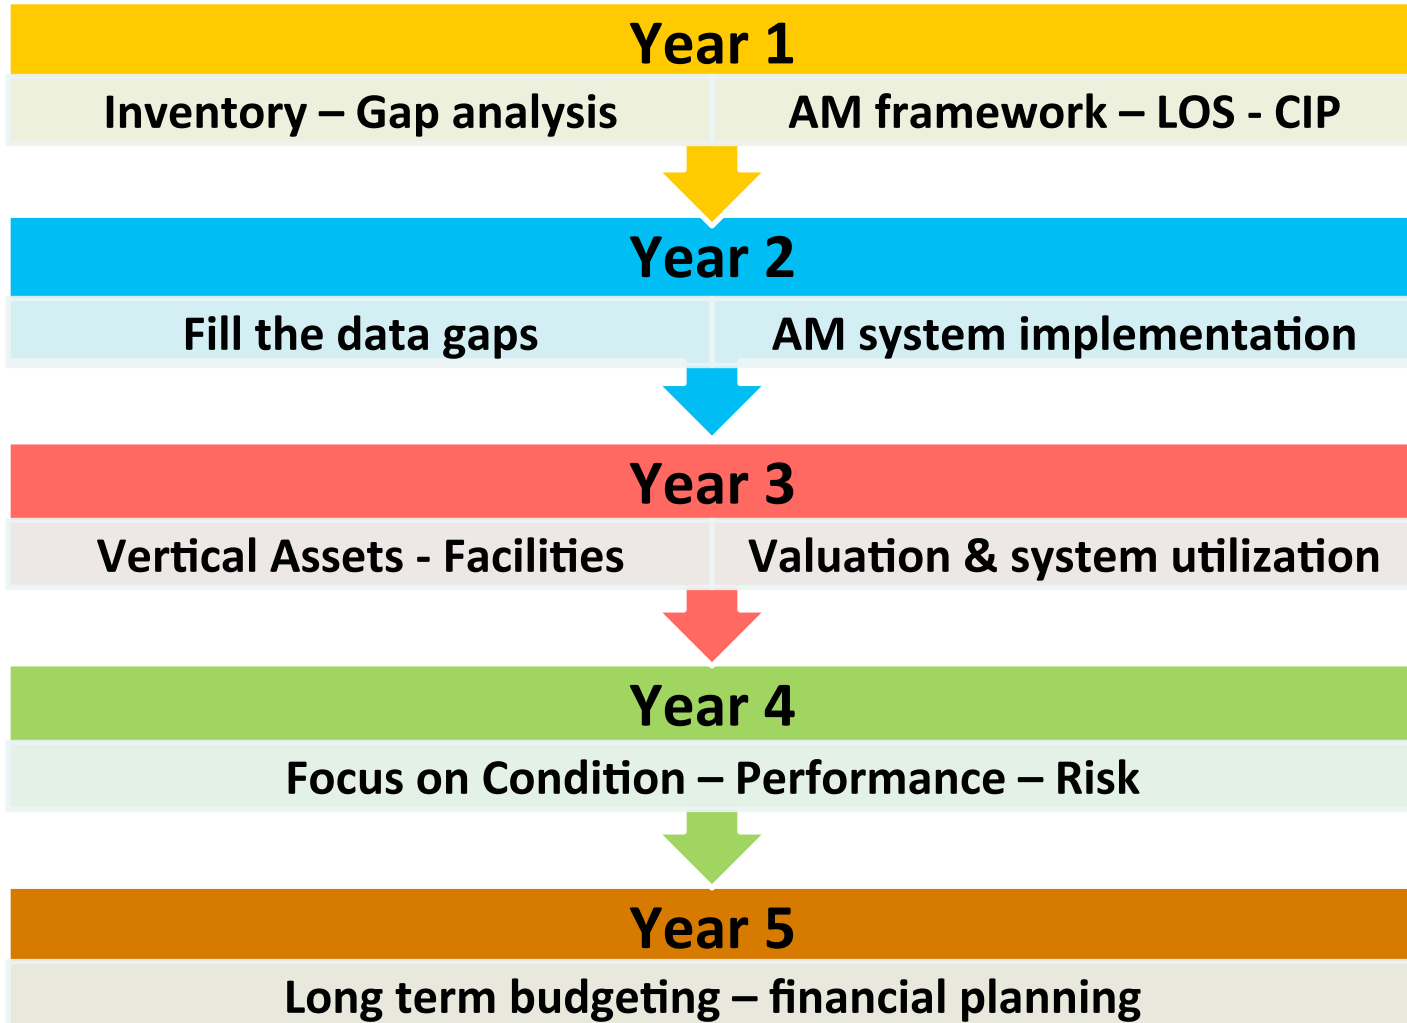 Year 1
Inventory – Gap analysis
AM framework – LOS - CIP
Year 2
Fill the data gaps
AM system implementation
Year 3
Vertical Assets - Facilities
Valuation & system utilization
Year 4
Focus on Condition – Performance – Risk
Year 5
Long term budgeting – financial planning